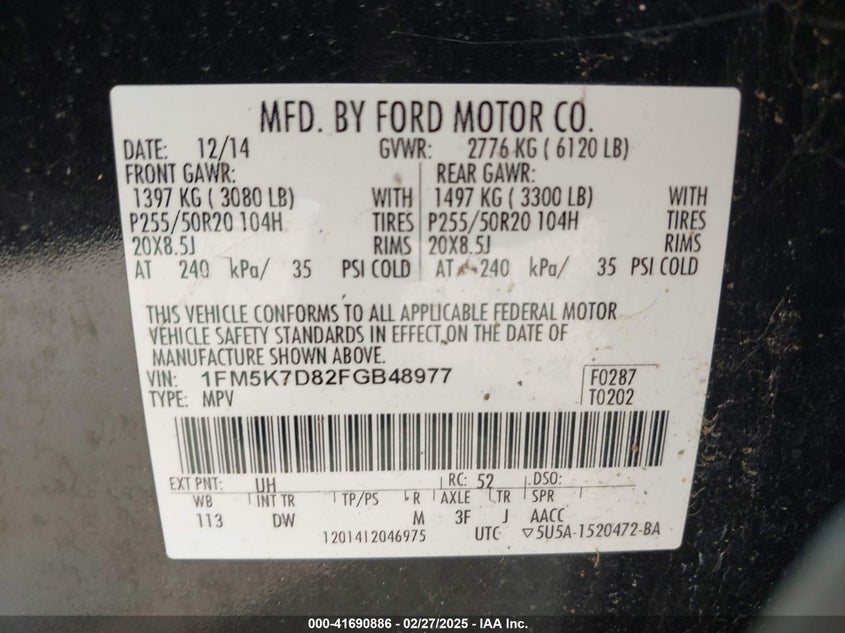 MFD. BY FORD MOTOR CO.
DATE: 12/14 GVWR: 2776 KG ( 6120 LB)
FRONT GAWR: REAR GAWR:
1397 KG ( 3080 LB) WITH 1497 KG ( 3300 LB) WITH
P255/50R20 104H TIRES P255/50R20 104H TIRES
20X8.5J RIMS 20X8.5J RIMS
AT 240 kPa/ 35 PSI COLD AT 240 kPa/ 35 PSI COLD
THIS VEHICLE CONFORMS TO ALL APPLICABLE FEDERAL MOTOR
VEHICLE SAFETY STANDARDS IN EFFECT ON THE DATE OF
MANUFACTURE SHOWN ABOVE.
VIN: 1FM5K7D82FGB48977 F0287
TYPE: MPV T0202
EXT PNT: UH RC: 52 DSO:
WB INT TR TP/PS R AXLE TR SPR
113 DW M 3F J AACC
1201412046975 UTC ▽5U5A-1520472-BA
000-41690886 - 02/27/2025 - IAA Inc.